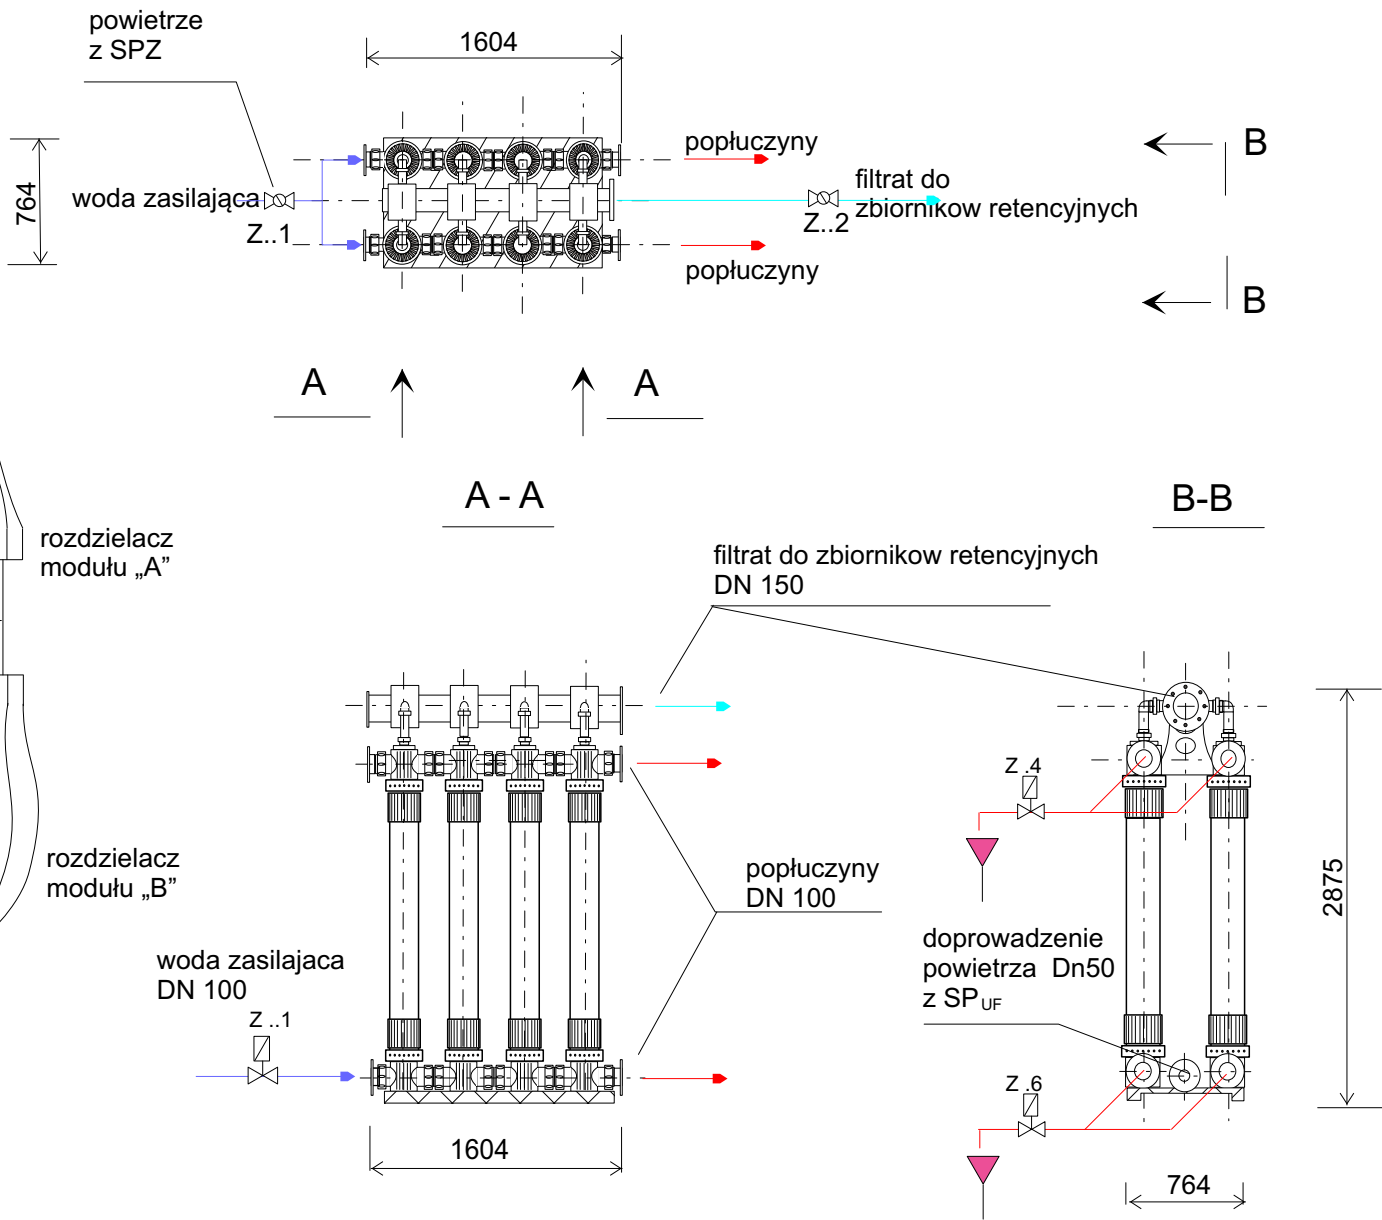 powietrze
z SPZ
1604
764
woda zasilająca
Z..1
popłuczyny
popłuczyny
Z..2
filtrat do
zbiornikow retencyjnych
B
B
A
A
A - A
B-B
rozdzielacz
modułu „A”
filtrat do zbiornikow retencyjnych
DN 150
rozdzielacz
modułu „B”
popłuczyny
DN 100
woda zasilajaca
DN 100
Z ..1
1604
Z .4
doprowadzenie
powietrza Dn50
z SPUF
Z .6
2875
764